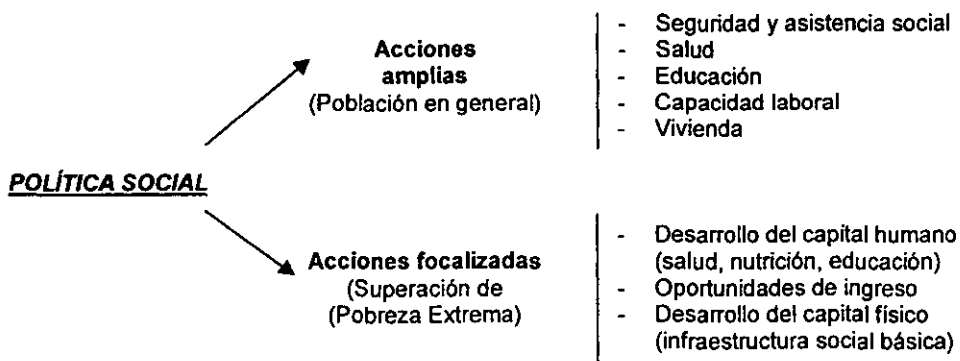 Acciones
amplias
(Población en general)
- Seguridad y asistencia social
- Salud
- Educación
- Capacidad laboral
- Vivienda
POLÍTICA SOCIAL
Acciones focalizadas
(Superación de
(Pobreza Extrema)
- Desarrollo del capital humano
(salud, nutrición, educación)
- Oportunidades de ingreso
- Desarrollo del capital físico
(infraestructura social básica)